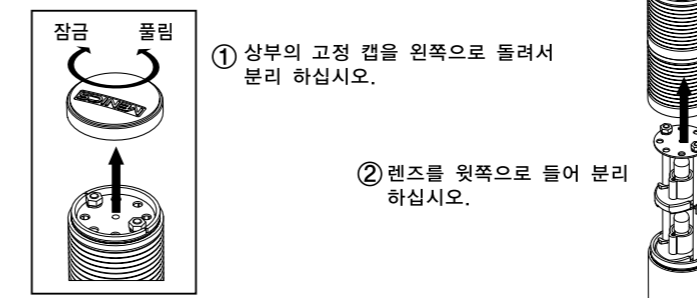 잠금 풀림
① 상부의 고정 캡을 왼쪽으로 돌려서
분리 하십시오.
MENICS
② 렌즈를 윗쪽으로 들어 분리
하십시오.